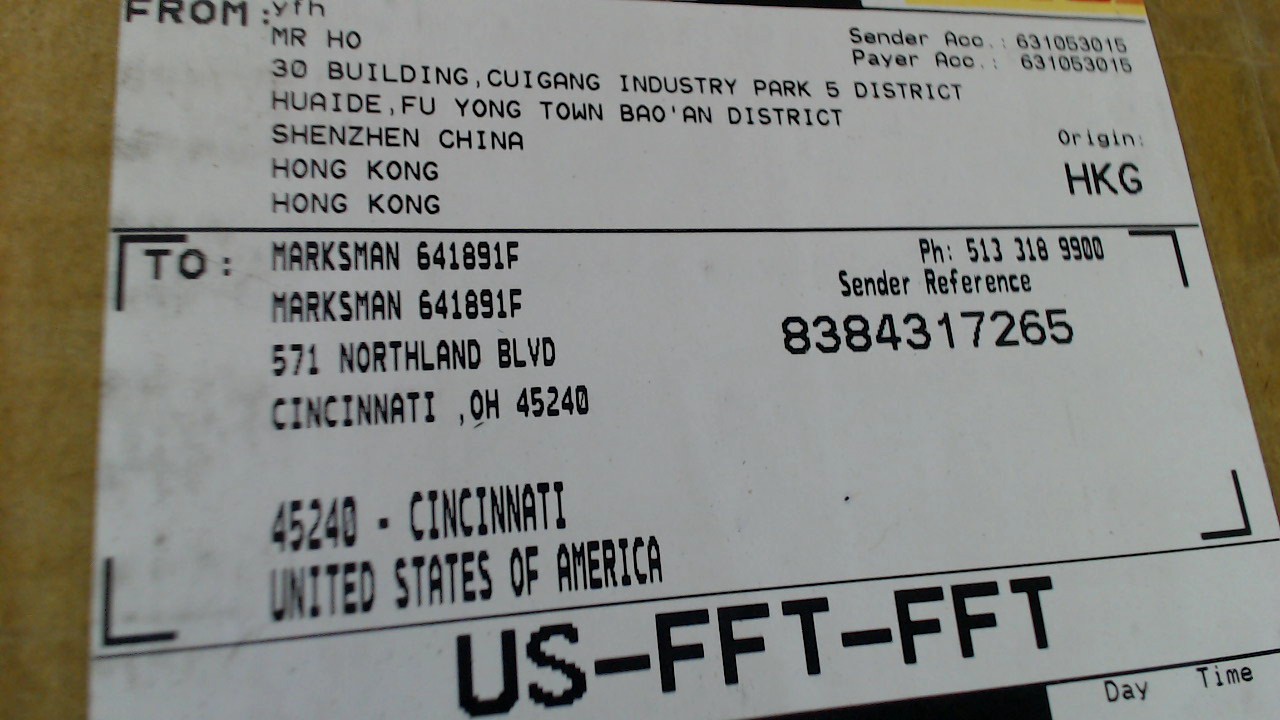 FROM : yfh
MR HO
Sender Acc.: 631053015
Payer Acc.: 631053015
30 BUILDING,CUIGANG INDUSTRY PARK 5 DISTRICT
HUAIDE,FU YONG TOWN BAO'AN DISTRICT
SHENZHEN CHINA
Origin:
HONG KONG
HKG
HONG KONG
TO : MARKSMAN 641891F
Ph: 513 318 9900
Sender Reference
MARKSMAN 641891F
8384317265
571 NORTHLAND BLVD
CINCINNATI ,OH 45240
45240 - CINCINNATI
UNITED STATES OF AMERICA
US-FFT-FFT
Day Time